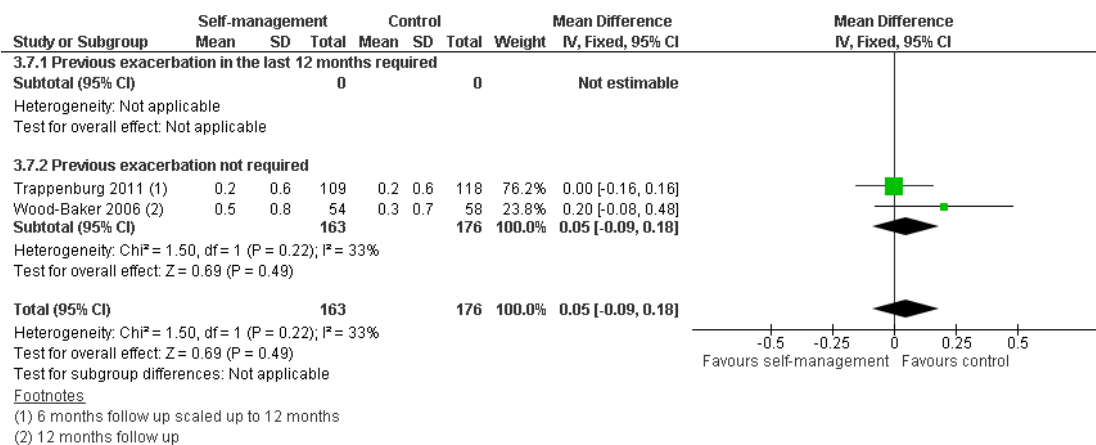 Self-management Control Mean Difference Mean Difference
Study or Subgroup Mean SD Total Mean SD Total Weight IV, Fixed, 95% CI IV, Fixed, 95% CI
3.7.1 Previous exacerbation in the last 12 months required
Subtotal (95% CI) 0 0 Not estimable
Heterogeneity: Not applicable
Test for overall effect: Not applicable
3.7.2 Previous exacerbation not required
Trappenburg 2011 (1) 0.2 0.6 109 0.2 0.6 118 76.2% 0.00 [-0.16, 0.16]
Wood-Baker 2006 (2) 0.5 0.8 54 0.3 0.7 58 23.8% 0.20 [-0.08, 0.48]
Subtotal (95% CI) 163 176 100.0% 0.05 [-0.09, 0.18]
Heterogeneity: Chi² = 1.50, df = 1 (P = 0.22); I² = 33%
Test for overall effect: Z = 0.69 (P = 0.49)
Total (95% CI) 163 176 100.0% 0.05 [-0.09, 0.18]
Heterogeneity: Chi² = 1.50, df = 1 (P = 0.22); I² = 33%
Test for overall effect: Z = 0.69 (P = 0.49)
Test for subgroup differences: Not applicable
-0.5 -0.25 0 0.25 0.5
Favours self-management Favours control
Footnotes
(1) 6 months follow up scaled up to 12 months
(2) 12 months follow up